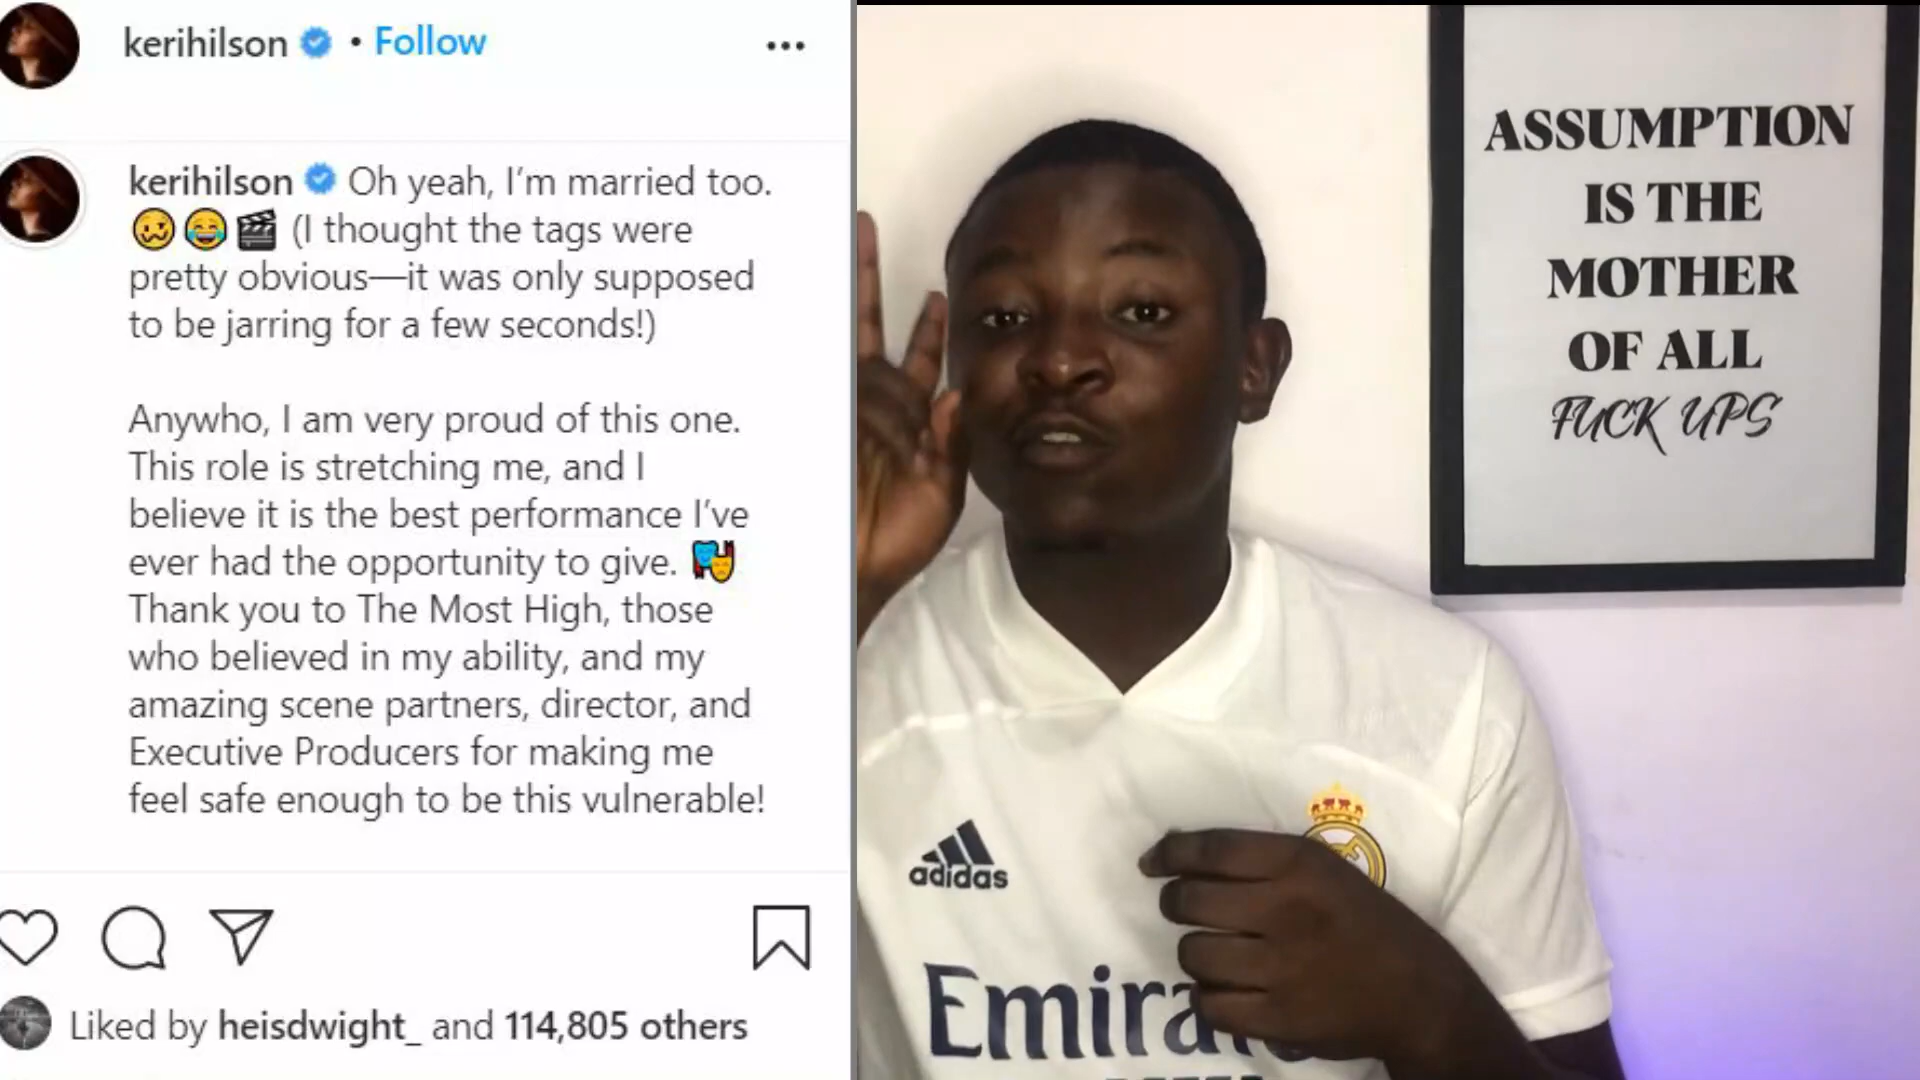 kerihilson • Follow
kerihilson Oh yeah, I'm married too.
🥴😂🎬 (I thought the tags were
pretty obvious—it was only supposed
to be jarring for a few seconds!)
Anywho, I am very proud of this one.
This role is stretching me, and I
believe it is the best performance I've
ever had the opportunity to give. 🎭
Thank you to The Most High, those
who believed in my ability, and my
amazing scene partners, director, and
Executive Producers for making me
feel safe enough to be this vulnerable!
Liked by heisdwight_ and 114,805 others
ASSUMPTION
IS THE
MOTHER
OF ALL
FUCK UPS
adidas